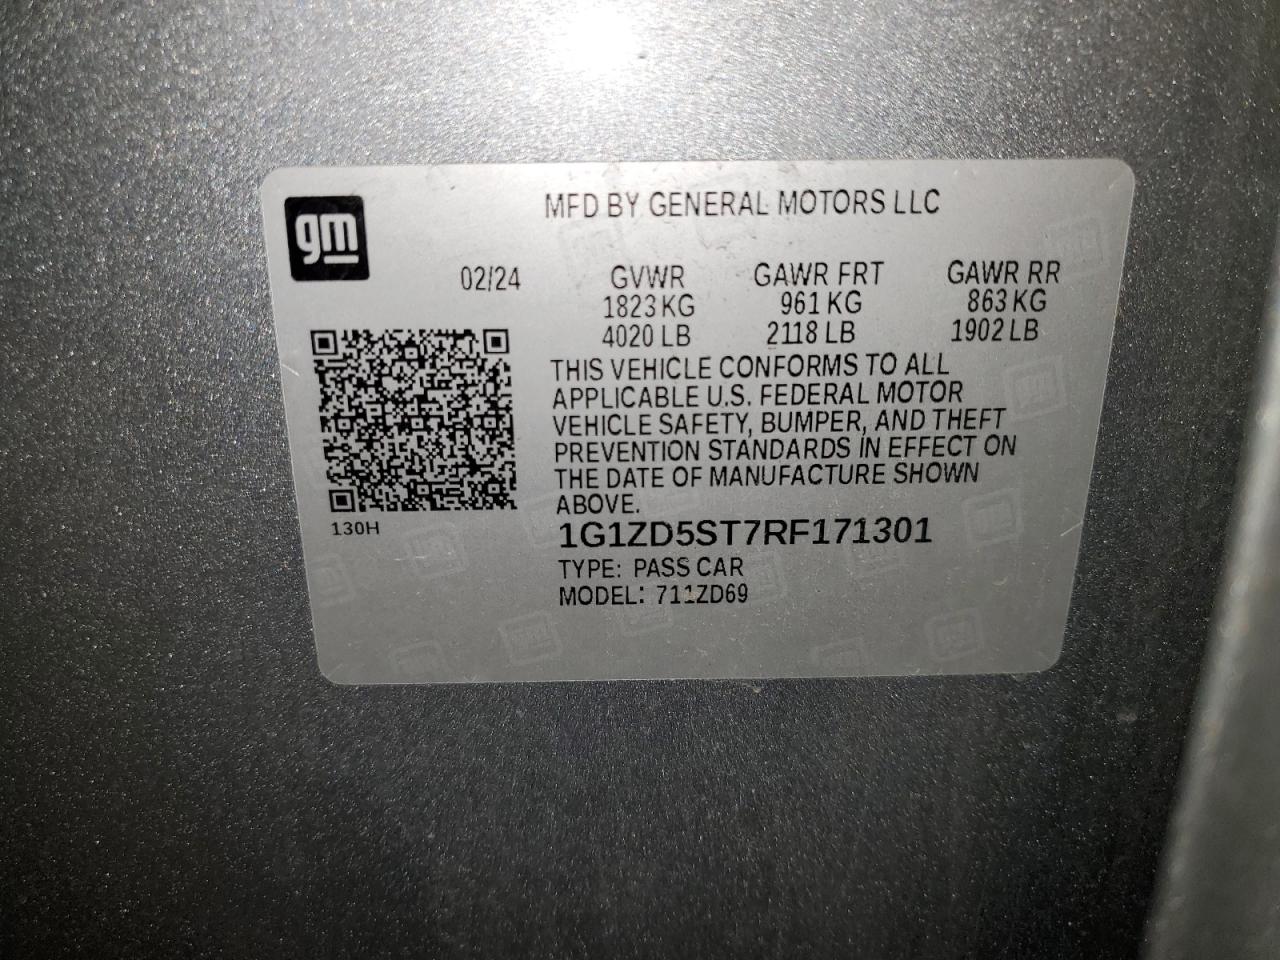 gm
MFD BY GENERAL MOTORS LLC
02/24 GVWR GAWR FRT GAWR RR
1823 KG 961 KG 863 KG
4020 LB 2118 LB 1902 LB
THIS VEHICLE CONFORMS TO ALL
APPLICABLE U.S. FEDERAL MOTOR
VEHICLE SAFETY, BUMPER, AND THEFT
PREVENTION STANDARDS IN EFFECT ON
THE DATE OF MANUFACTURE SHOWN
ABOVE.
130H
1G1ZD5ST7RF171301
TYPE: PASS CAR
MODEL: 711ZD69